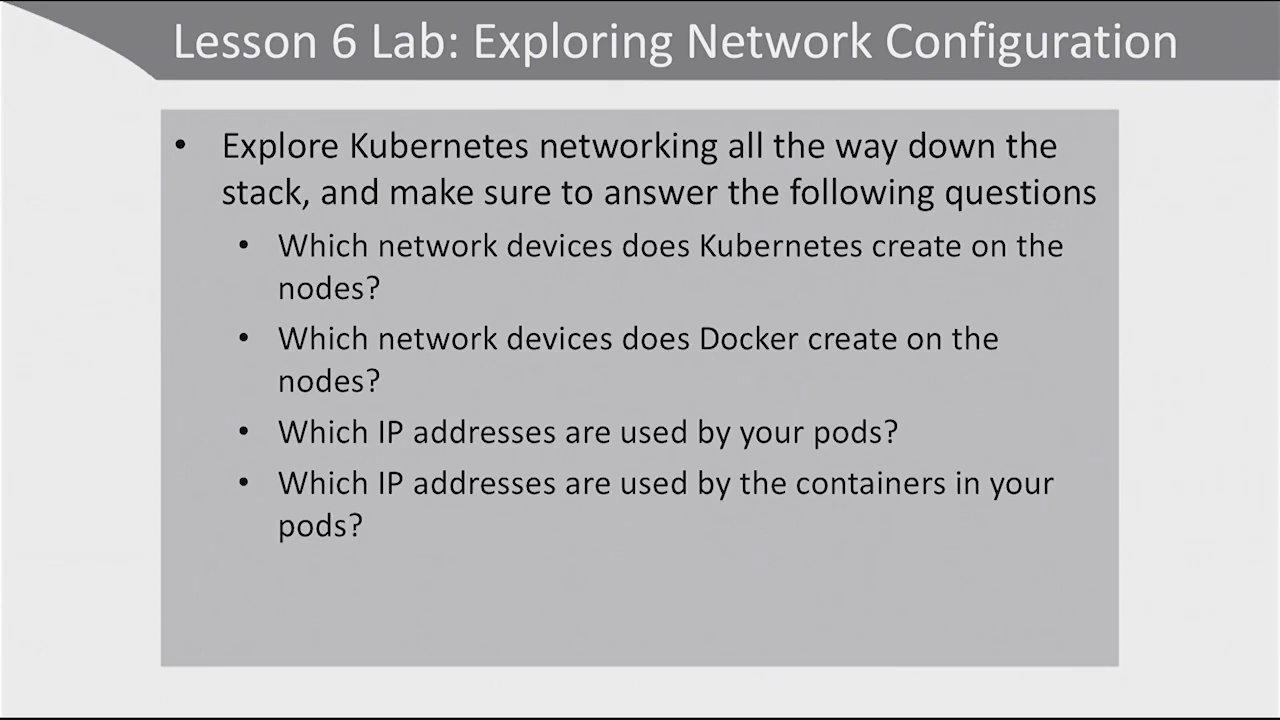 Lesson 6 Lab: Exploring Network Configuration
• Explore Kubernetes networking all the way down the
stack, and make sure to answer the following questions
• Which network devices does Kubernetes create on the
nodes?
• Which network devices does Docker create on the
nodes?
• Which IP addresses are used by your pods?
• Which IP addresses are used by the containers in your
pods?